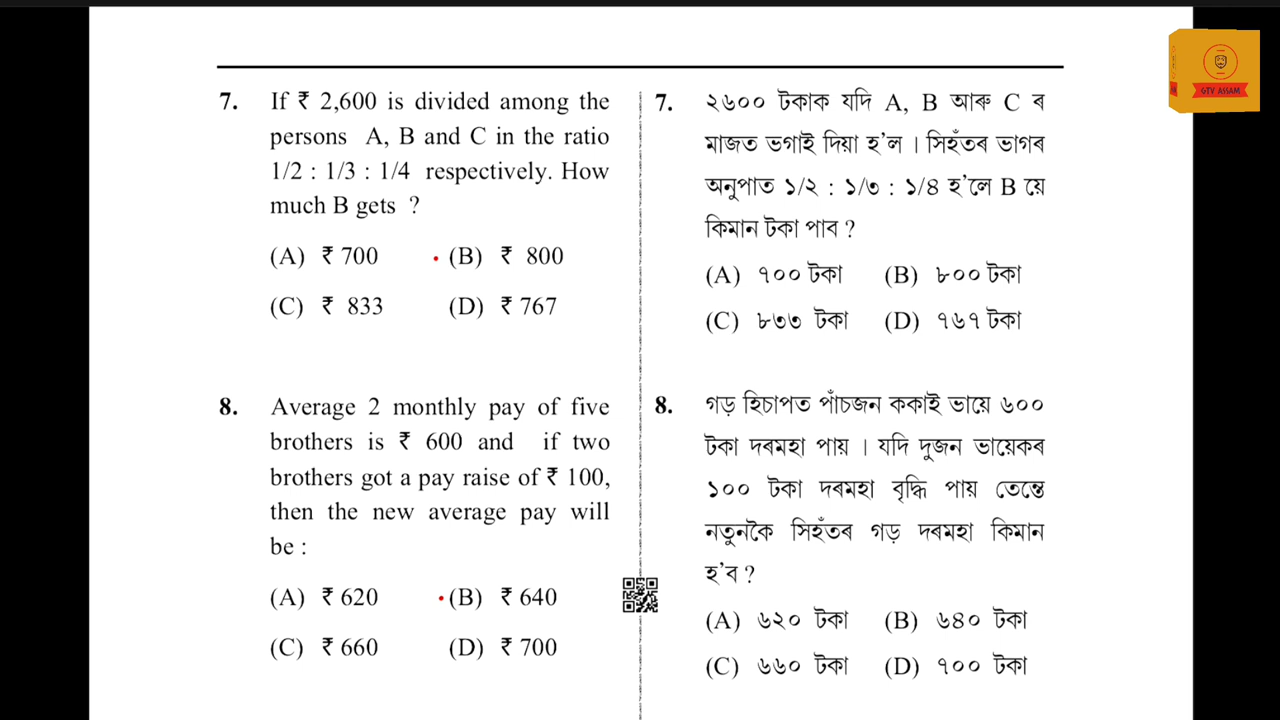 7. If ₹ 2,600 is divided among the
persons A, B and C in the ratio
1/2 : 1/3 : 1/4 respectively. How
much B gets ?
(A) ₹ 700 (B) ₹ 800
(C) ₹ 833 (D) ₹ 767
8. Average 2 monthly pay of five
brothers is ₹ 600 and if two
brothers got a pay raise of ₹ 100,
then the new average pay will
be :
(A) ₹ 620 (B) ₹ 640
(C) ₹ 660 (D) ₹ 700
7. ২৬০০ টকাক যদি A, B আৰু C ৰ
মাজত ভগাই দিয়া হ’ল । সিহঁতৰ ভাগৰ
অনুপাত ১/২ : ১/৩ : ১/৪ হ’লে B য়ে
কিমান টকা পাব ?
(A) ৭০০ টকা (B) ৮০০ টকা
(C) ৮৩৩ টকা (D) ৭৬৭ টকা
8. গড় হিচাপত পাঁচজন ককাই ভায়ে ৬০০
টকা দৰমহা পায় । যদি দুজন ভায়েকৰ
১০০ টকা দৰমহা বৃদ্ধি পায় তেন্তে
নতুনকৈ সিহঁতৰ গড় দৰমহা কিমান
হ’ব ?
(A) ৬২০ টকা (B) ৬৪০ টকা
(C) ৬৬০ টকা (D) ৭০০ টকা
GTV ASSAM